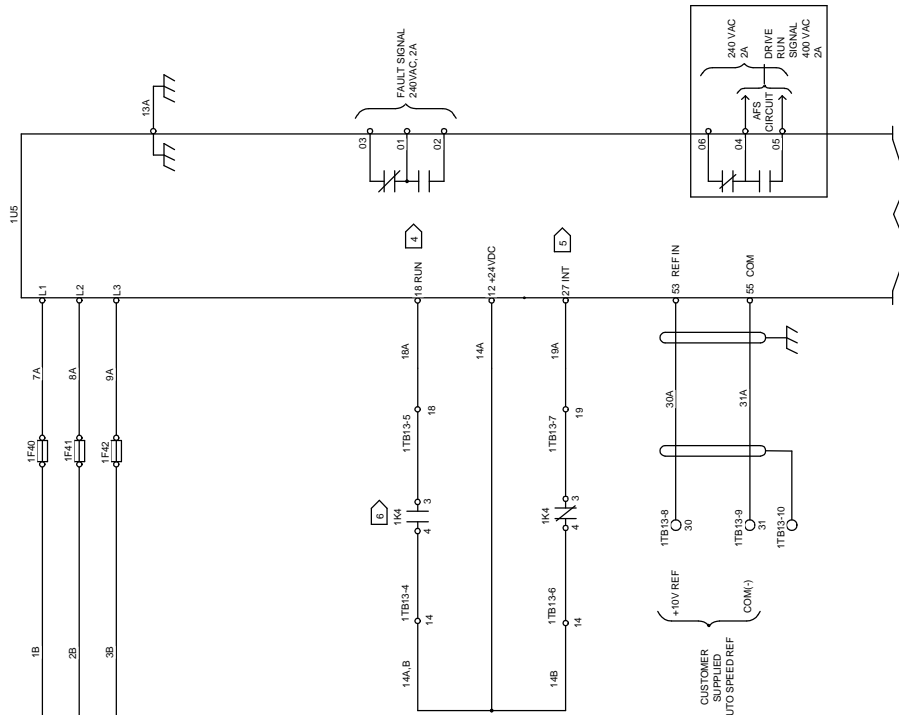 1U5
13A
FAULT SIGNAL
240VAC, 2A
03
01
02
240 VAC
2A
DRIVE
RUN
SIGNAL
400 VAC
2A
AFS
CIRCUIT
06
04
05
L1
L2
L3
7A
8A
9A
1F40
1F41
1F42
1B
2B
3B
4
18 RUN
12 +24VDC
5
27 INT
53 REF IN
55 COM
18A
14A
19A
30A
31A
1TB13-5
18
1TB13-7
19
6
1K4
3
4
1K4
3
4
1TB13-8
30
1TB13-9
31
1TB13-10
1TB13-4
14
1TB13-6
14
14A,B
14B
+10V REF
COM(-)
CUSTOMER
SUPPLIED
UTO SPEED REF